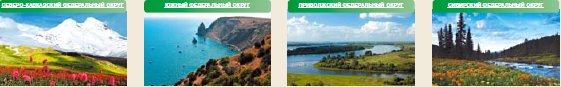 СЕВЕРО-КАВКАЗСКИЙ ФЕДЕРАЛЬНЫЙ ОКРУГ
ЮЖНЫЙ ФЕДЕРАЛЬНЫЙ ОКРУГ
ПРИВОЛЖСКИЙ ФЕДЕРАЛЬНЫЙ ОКРУГ
СИБИРСКИЙ ФЕДЕРАЛЬНЫЙ ОКРУГ